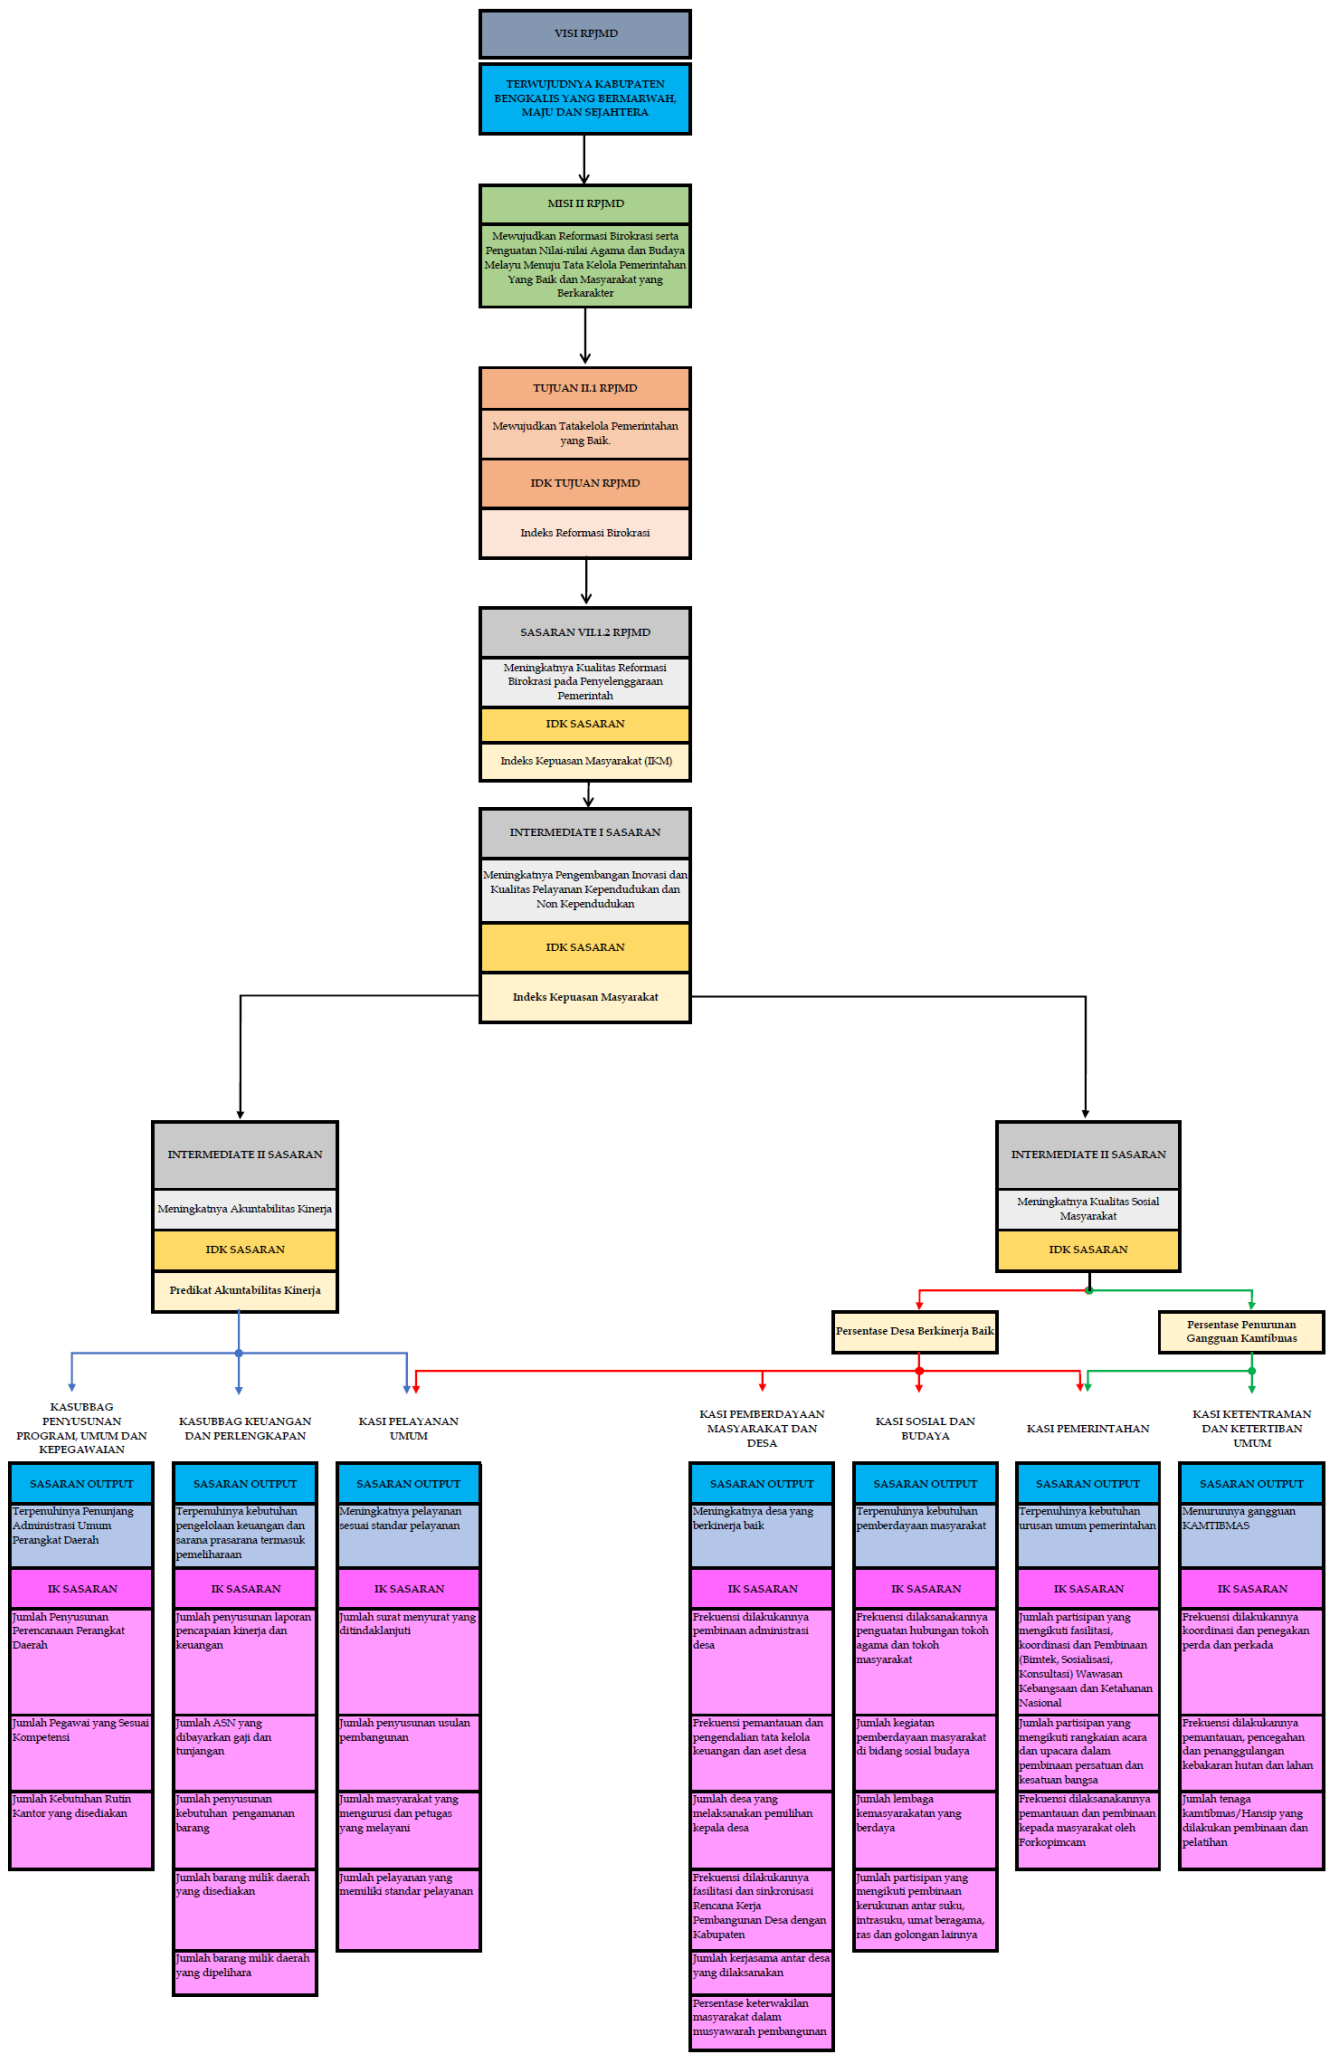 VISI RPJMD
TERWUJUDNYA KABUPATEN
BENGKALIS YANG BERMARWAH,
MAJU DAN SEJAHTERA
MISI II RPJMD
Mewujudkan Reformasi Birokrasi serta
Penguatan Nilai-nilai Agama dan Budaya
Melayu Menuju Tata Kelola Pemerintahan
Yang Baik dan Masyarakat yang
Berkarakter
TUJUAN II.1 RPJMD
Mewujudkan Tatakelola Pemerintahan
yang Baik.
IDK TUJUAN RPJMD
Indeks Reformasi Birokrasi
SASARAN VII.1.2 RPJMD
Meningkatnya Kualitas Reformasi
Birokrasi pada Penyelenggaraan
Pemerintah
IDK SASARAN
Indeks Kepuasan Masyarakat (IKM)
INTERMEDIATE I SASARAN
Meningkatnya Pengembangan Inovasi dan
Kualitas Pelayanan Kependudukan dan
Non Kependudukan
IDK SASARAN
Indeks Kepuasan Masyarakat
INTERMEDIATE II SASARAN
Meningkatnya Akuntabilitas Kinerja
IDK SASARAN
Predikat Akuntabilitas Kinerja
INTERMEDIATE II SASARAN
Meningkatnya Kualitas Sosial
Masyarakat
IDK SASARAN
Persentase Desa Berkinerja Baik
Persentase Penurunan
Gangguan Kamtibmas
KASUBBAG
PENYUSUNAN
PROGRAM, UMUM DAN
KEPEGAWAIAN
SASARAN OUTPUT
Terpenuhinya Penunjang
Administrasi Umum
Perangkat Daerah
IK SASARAN
Jumlah Penyusunan
Perencanaan Perangkat
Daerah
Jumlah Pegawai yang Sesuai
Kompetensi
Jumlah Kebutuhan Rutin
Kantor yang disediakan
KASUBBAG KEUANGAN
DAN PERLENGKAPAN
SASARAN OUTPUT
Terpenuhinya kebutuhan
pengelolaan keuangan dan
sarana prasarana termasuk
pemeliharaan
IK SASARAN
Jumlah penyusunan laporan
pencapaian kinerja dan
keuangan
Jumlah ASN yang
dibayarkan gaji dan
tunjangan
Jumlah penyusunan
kebutuhan pengamanan
barang
Jumlah barang milik daerah
yang disediakan
Jumlah barang milik daerah
yang dipelihara
KASI PELAYANAN
UMUM
SASARAN OUTPUT
Meningkatnya pelayanan
sesuai standar pelayanan
IK SASARAN
Jumlah surat menyurat yang
ditindaklanjuti
Jumlah penyusunan usulan
pembangunan
Jumlah masyarakat yang
mengurusi dan petugas
yang melayani
Jumlah pelayanan yang
memiliki standar pelayanan
KASI PEMBERDAYAAN
MASYARAKAT DAN
DESA
SASARAN OUTPUT
Meningkatnya desa yang
berkinerja baik
IK SASARAN
Frekuensi dilakukannya
pembinaan administrasi
desa
Frekuensi pemantauan dan
pengendalian tata kelola
keuangan dan aset desa
Jumlah desa yang
melaksanakan pemilihan
kepala desa
Frekuensi dilakukannya
fasilitasi dan sinkronisasi
Rencana Kerja
Pembangunan Desa dengan
Kabupaten
Jumlah kerjasama antar desa
yang dilaksanakan
Persentase keterwakilan
masyarakat dalam
musyawarah pembangunan
KASI SOSIAL DAN
BUDAYA
SASARAN OUTPUT
Terpenuhinya kebutuhan
pemberdayaan masyarakat
IK SASARAN
Frekuensi dilaksanakannya
penguatan hubungan tokoh
agama dan tokoh
masyarakat
Jumlah kegiatan
pemberdayaan masyarakat
di bidang sosial budaya
Jumlah lembaga
kemasyarakatan yang
berdaya
Jumlah partisipan yang
mengikuti pembinaan
kerukunan antar suku,
intrasuku, umat beragama,
ras dan golongan lainnya
KASI PEMERINTAHAN
SASARAN OUTPUT
Terpenuhinya kebutuhan
urusan umum pemerintahan
IK SASARAN
Jumlah partisipan yang
mengikuti fasilitasi,
koordinasi dan Pembinaan
(Bimtek, Sosialisasi,
Konsultasi) Wawasan
Kebangsaan dan Ketahanan
Nasional
Jumlah partisipan yang
mengikuti rangkaian acara
dan upacara dalam
pembinaan persatuan dan
kesatuan bangsa
Frekuensi dilaksanakannya
pemantauan dan pembinaan
kepada masyarakat oleh
Forkopimcam
KASI KETENTRAMAN
DAN KETERTIBAN
UMUM
SASARAN OUTPUT
Menurunnya gangguan
KAMTIBMAS
IK SASARAN
Frekuensi dilakukannya
koordinasi dan penegakan
perda dan perkada
Frekuensi dilakukannya
pemantauan, pencegahan
dan penanggulangan
kebakaran hutan dan lahan
Jumlah tenaga
kamtibmas/Hansip yang
dilakukan pembinaan dan
pelatihan